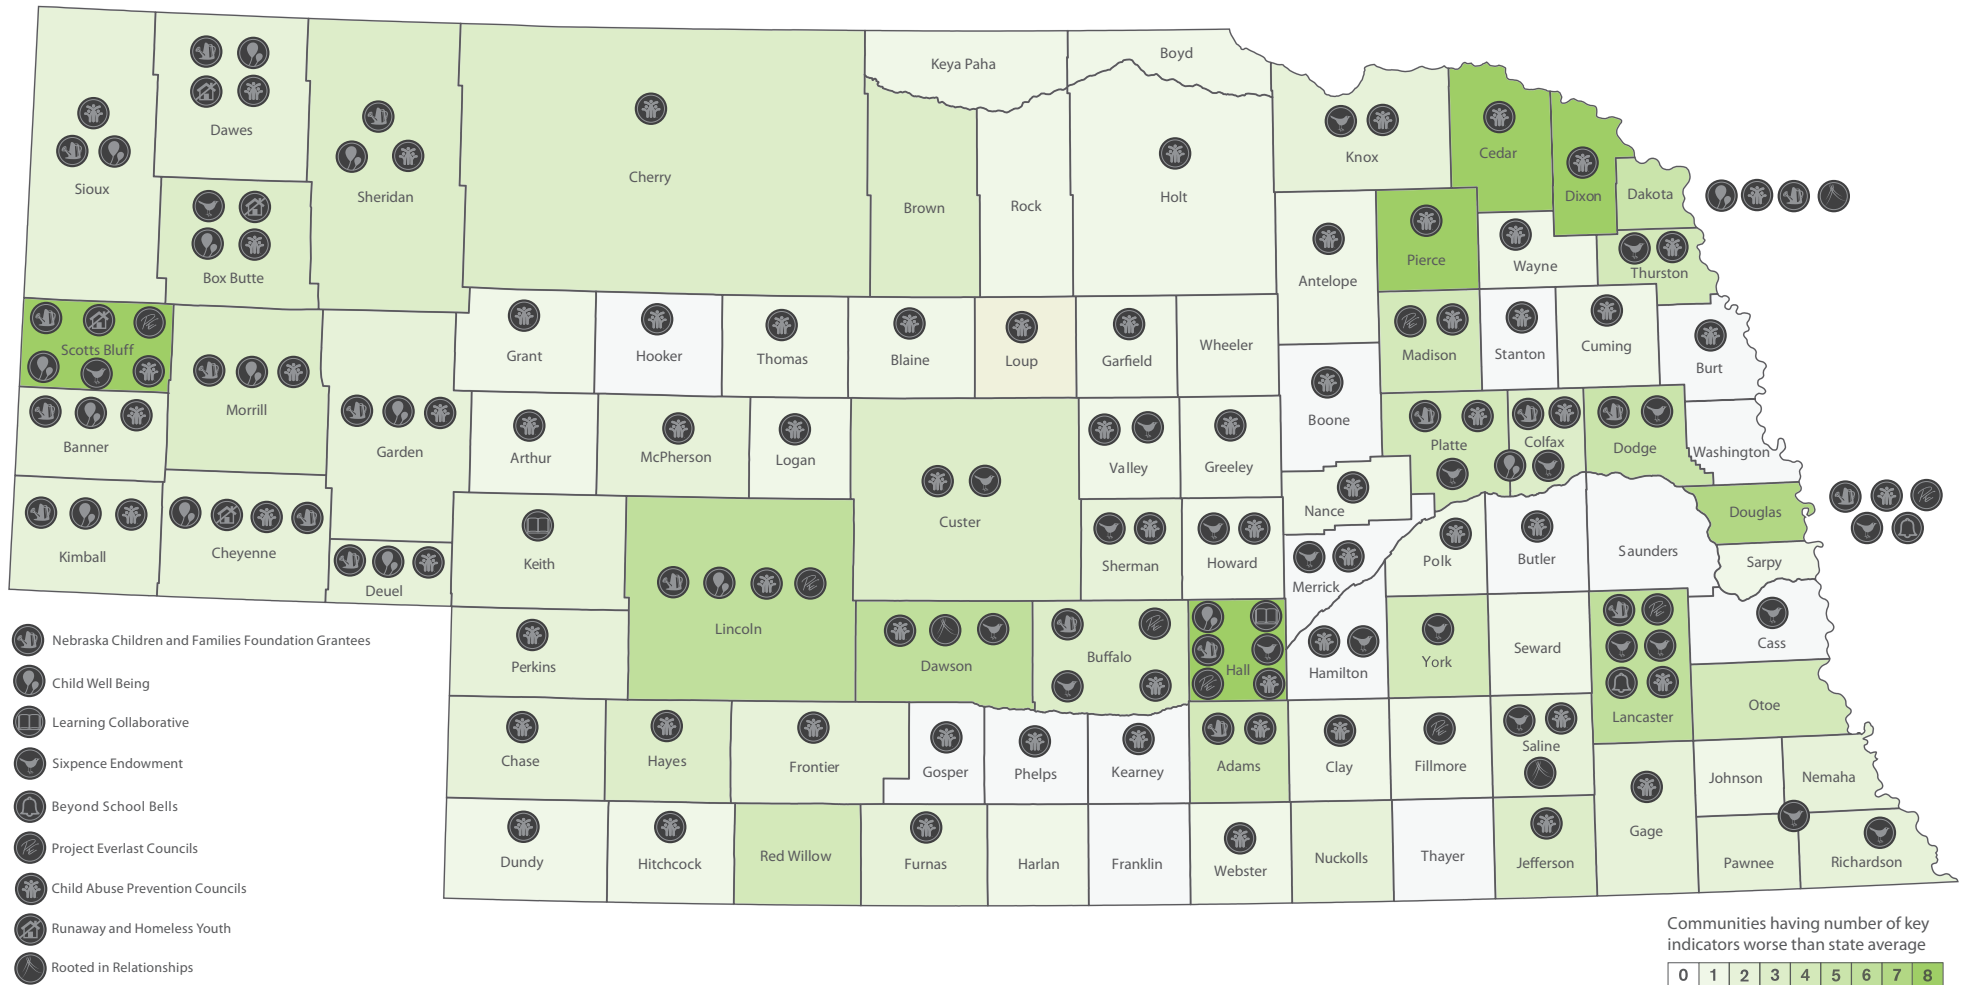 Keya Paha
Boyd
Dawes
Sioux
Sheridan
Cherry
Brown
Rock
Holt
Knox
Cedar
Dixon
Dakota
Box Butte
Antelope
Pierce
Wayne
Thurston
Scotts Bluff
Grant
Hooker
Thomas
Blaine
Loup
Garfield
Wheeler
Madison
Stanton
Cuming
Burt
Banner
Morrill
Garden
Arthur
McPherson
Logan
Valley
Greeley
Boone
Platte
Colfax
Dodge
Washington
Kimball
Cheyenne
Deuel
Keith
Custer
Sherman
Howard
Nance
Merrick
Polk
Butler
Saunders
Douglas
Sarpy
Perkins
Lincoln
Dawson
Buffalo
Hall
Hamilton
York
Seward
Lancaster
Cass
Otoe
Chase
Hayes
Frontier
Gosper
Phelps
Kearney
Adams
Clay
Fillmore
Saline
Gage
Johnson
Nemaha
Dundy
Hitchcock
Red Willow
Furnas
Harlan
Franklin
Webster
Nuckolls
Thayer
Jefferson
Pawnee
Richardson
Nebraska Children and Families Foundation Grantees
Child Well Being
Learning Collaborative
Sixpence Endowment
Beyond School Bells
Project Everlast Councils
Child Abuse Prevention Councils
Runaway and Homeless Youth
Rooted in Relationships
Communities having number of key
indicators worse than state average
0 1 2 3 4 5 6 7 8